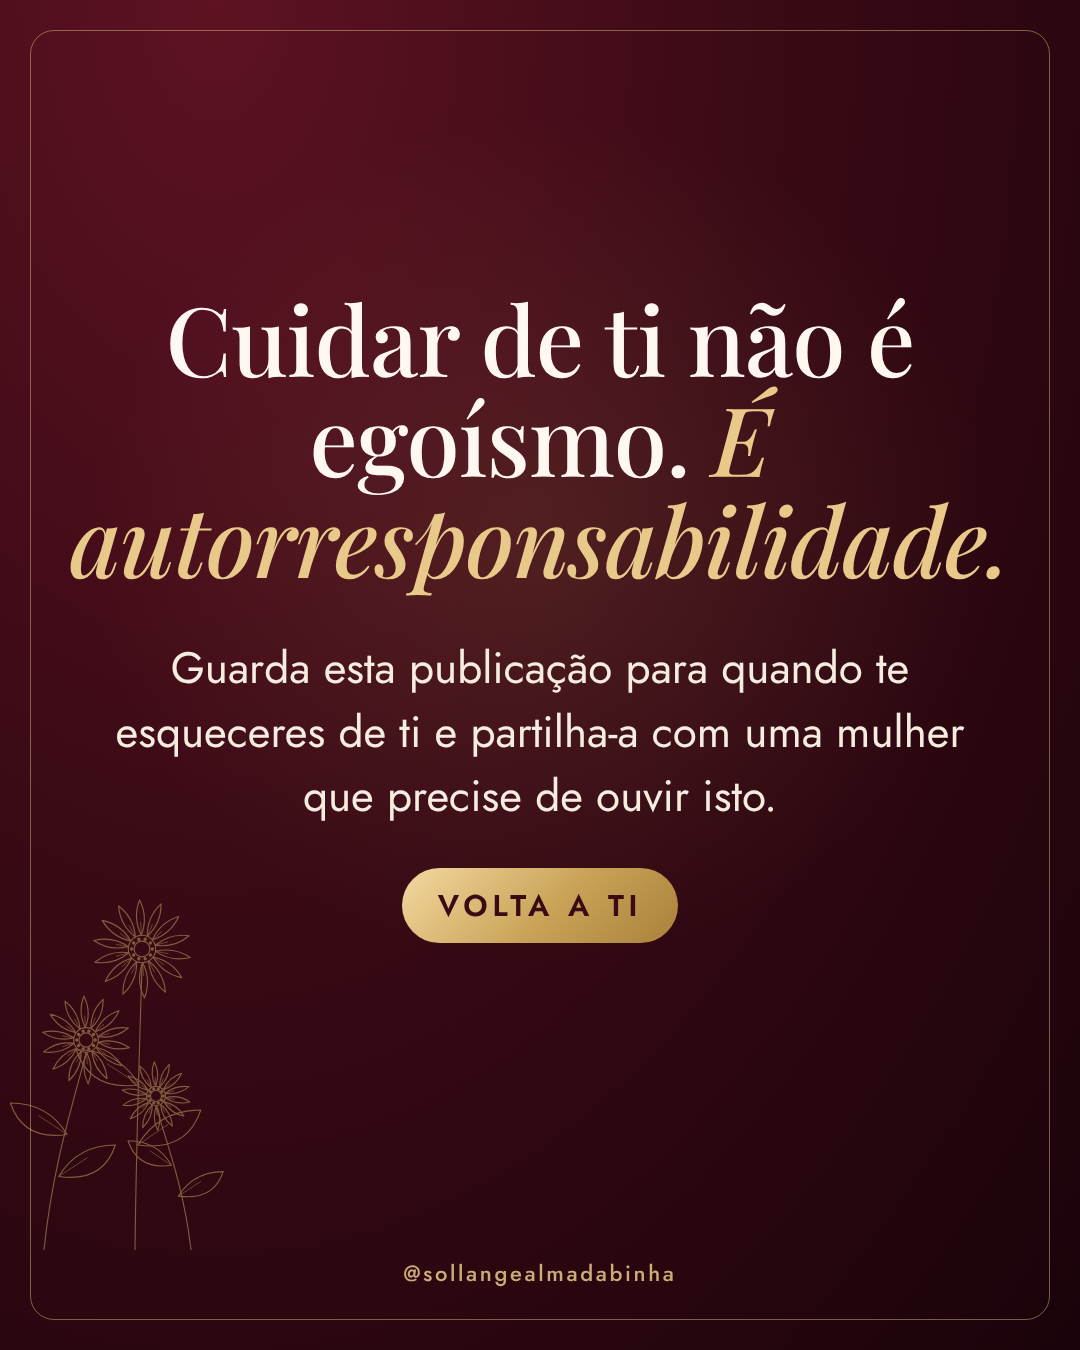 Cuidar de ti não é
egoísmo. É
autorresponsabilidade.
Guarda esta publicação para quando te
esqueceres de ti e partilha-a com uma mulher
que precise de ouvir isto.
VOLTA A TI
@sollangealmadabinha